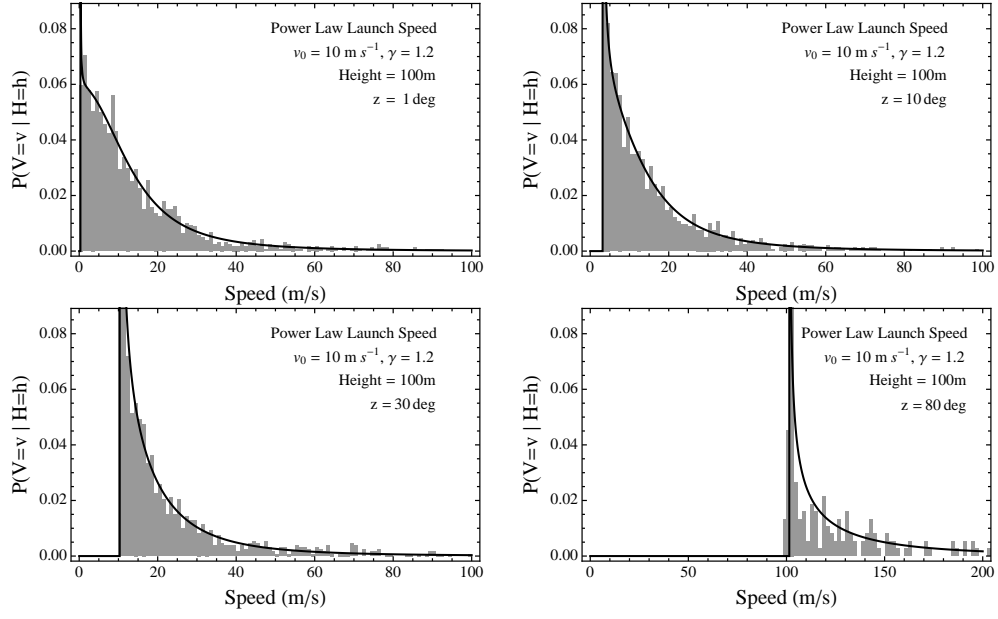 Power Law Launch Speed
v₀ = 10 m s⁻¹, γ = 1.2
Height = 100m
z = 1 deg
P(V=v | H=h)
0.08
0.06
0.04
0.02
0.00
0 20 40 60 80 100
Speed (m/s)
Power Law Launch Speed
v₀ = 10 m s⁻¹, γ = 1.2
Height = 100m
z = 10 deg
P(V=v | H=h)
0.08
0.06
0.04
0.02
0.00
0 20 40 60 80 100
Speed (m/s)
Power Law Launch Speed
v₀ = 10 m s⁻¹, γ = 1.2
Height = 100m
z = 30 deg
P(V=v | H=h)
0.08
0.06
0.04
0.02
0.00
0 20 40 60 80 100
Speed (m/s)
Power Law Launch Speed
v₀ = 10 m s⁻¹, γ = 1.2
Height = 100m
z = 80 deg
P(V=v | H=h)
0.08
0.06
0.04
0.02
0.00
0 50 100 150 200
Speed (m/s)